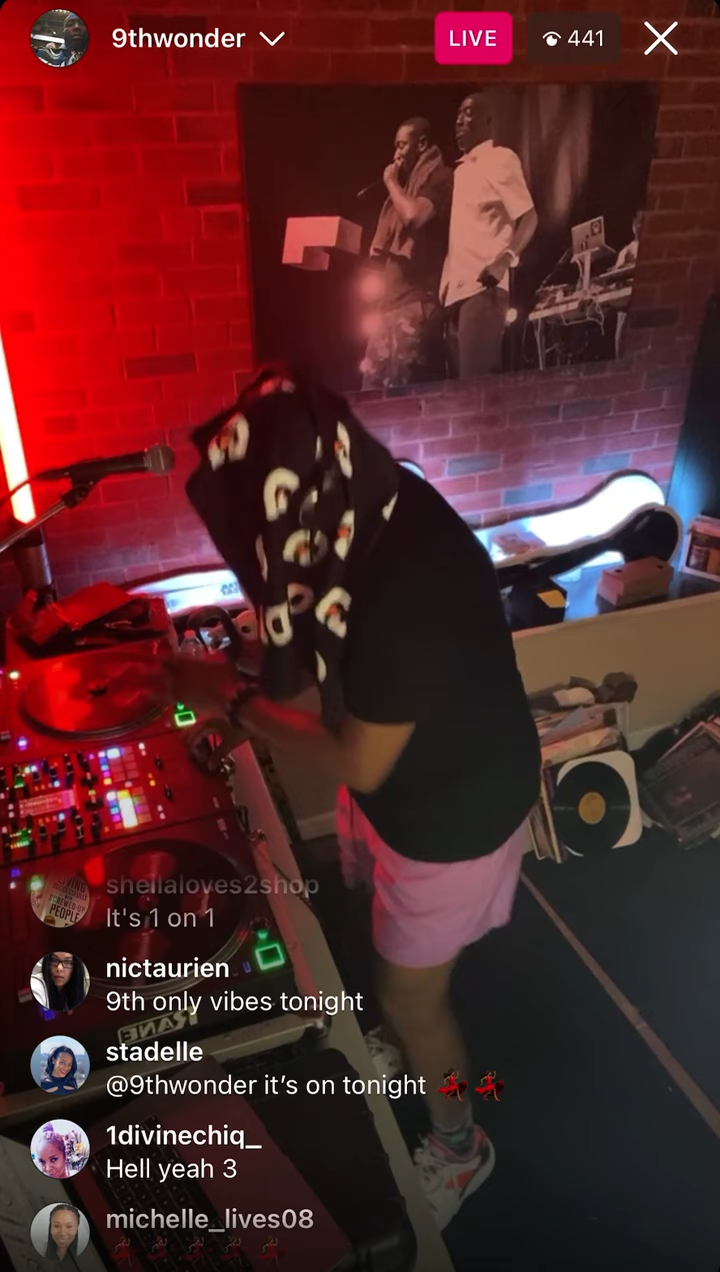 9thwonder
LIVE
441
shellaloves2shop
It's 1 on 1
nictaurien
9th only vibes tonight
stadelle
@9thwonder it’s on tonight 💃 💃
1divinechiq_
Hell yeah 3
RANE
michelle_lives08
💃 💃 💃 💃 💃